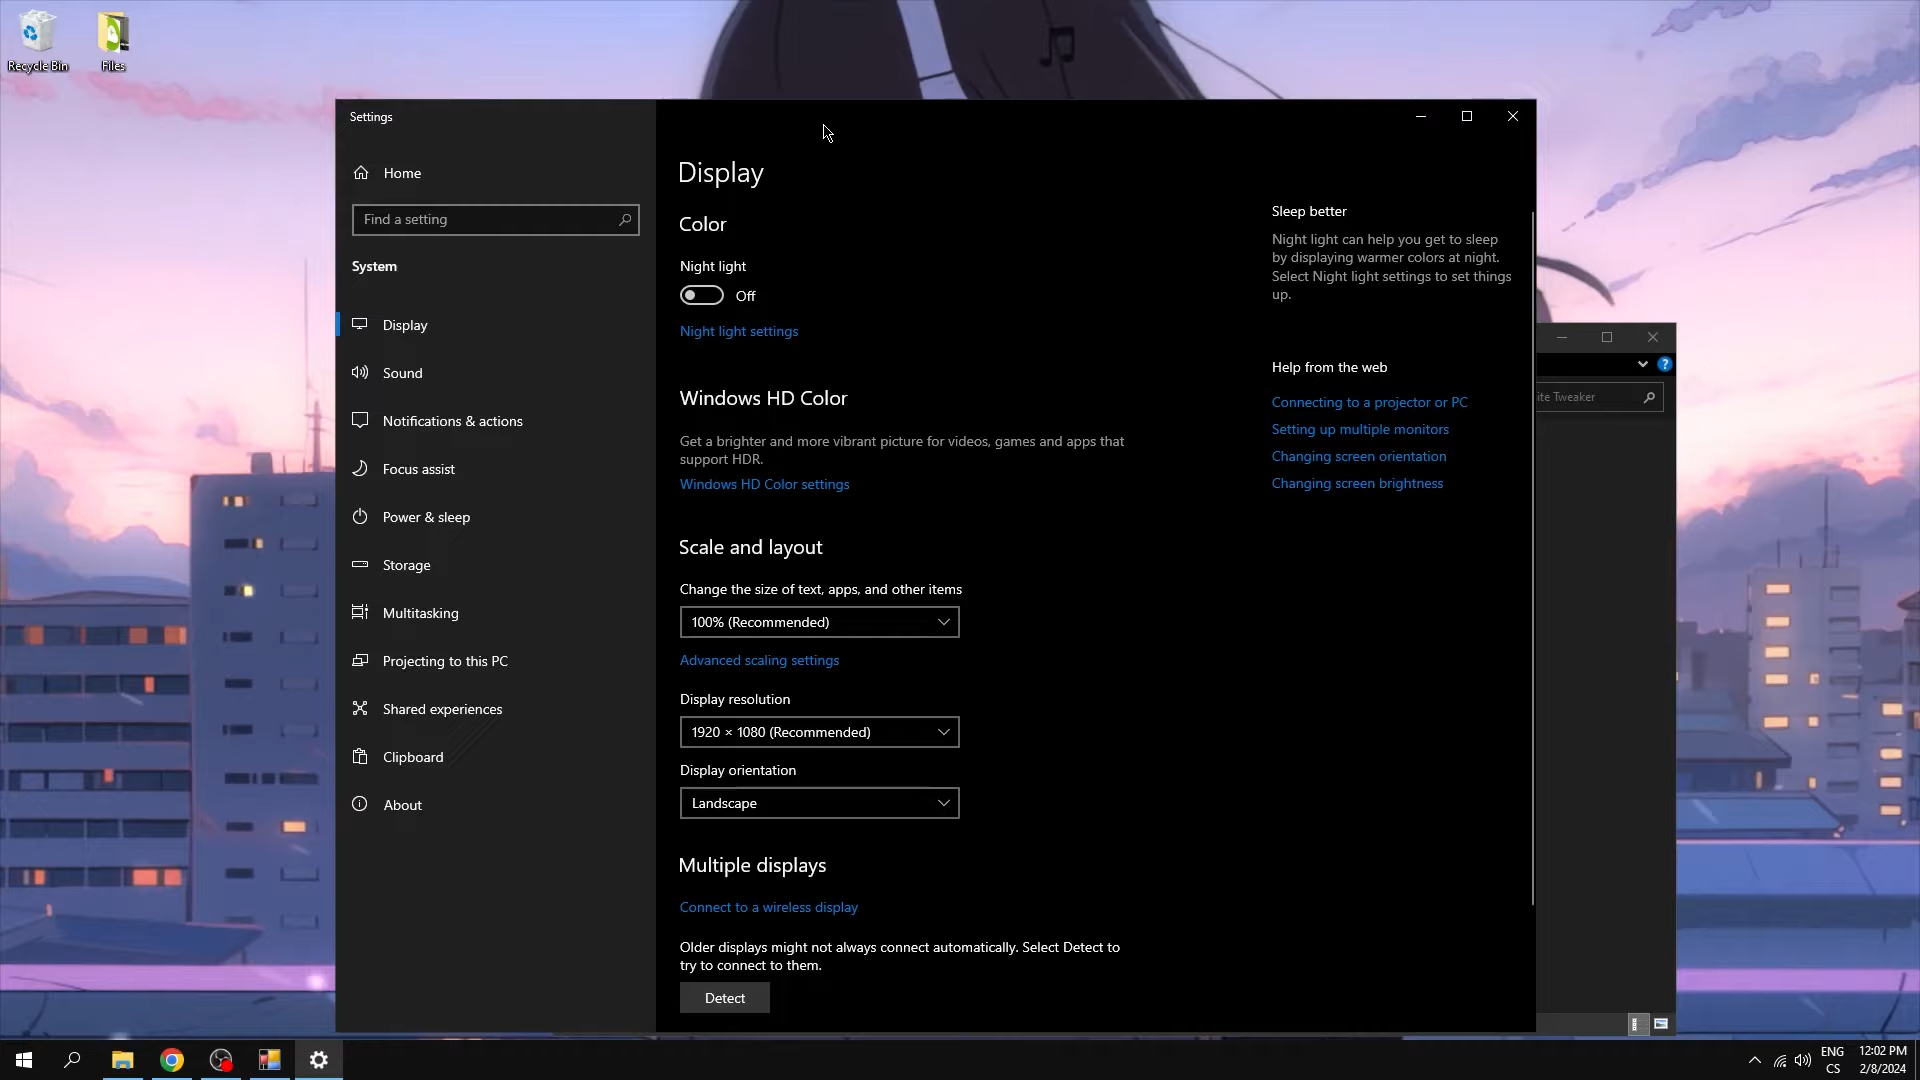 Recycle Bin
Files
Settings
Home
Find a setting
System
Display
Sound
Notifications & actions
Focus assist
Power & sleep
Storage
Multitasking
Projecting to this PC
Shared experiences
Clipboard
About
Display
Color
Night light
Off
Night light settings
Windows HD Color
Get a brighter and more vibrant picture for videos, games and apps that
support HDR.
Windows HD Color settings
Scale and layout
Change the size of text, apps, and other items
100% (Recommended)
Advanced scaling settings
Display resolution
1920 × 1080 (Recommended)
Display orientation
Landscape
Multiple displays
Connect to a wireless display
Older displays might not always connect automatically. Select Detect to
try to connect to them.
Detect
Sleep better
Night light can help you get to sleep
by displaying warmer colors at night.
Select Night light settings to set things
up.
Help from the web
Connecting to a projector or PC
Setting up multiple monitors
Changing screen orientation
Changing screen brightness
?
ite Tweaker
ENG
CS
12:02 PM
2/8/2024